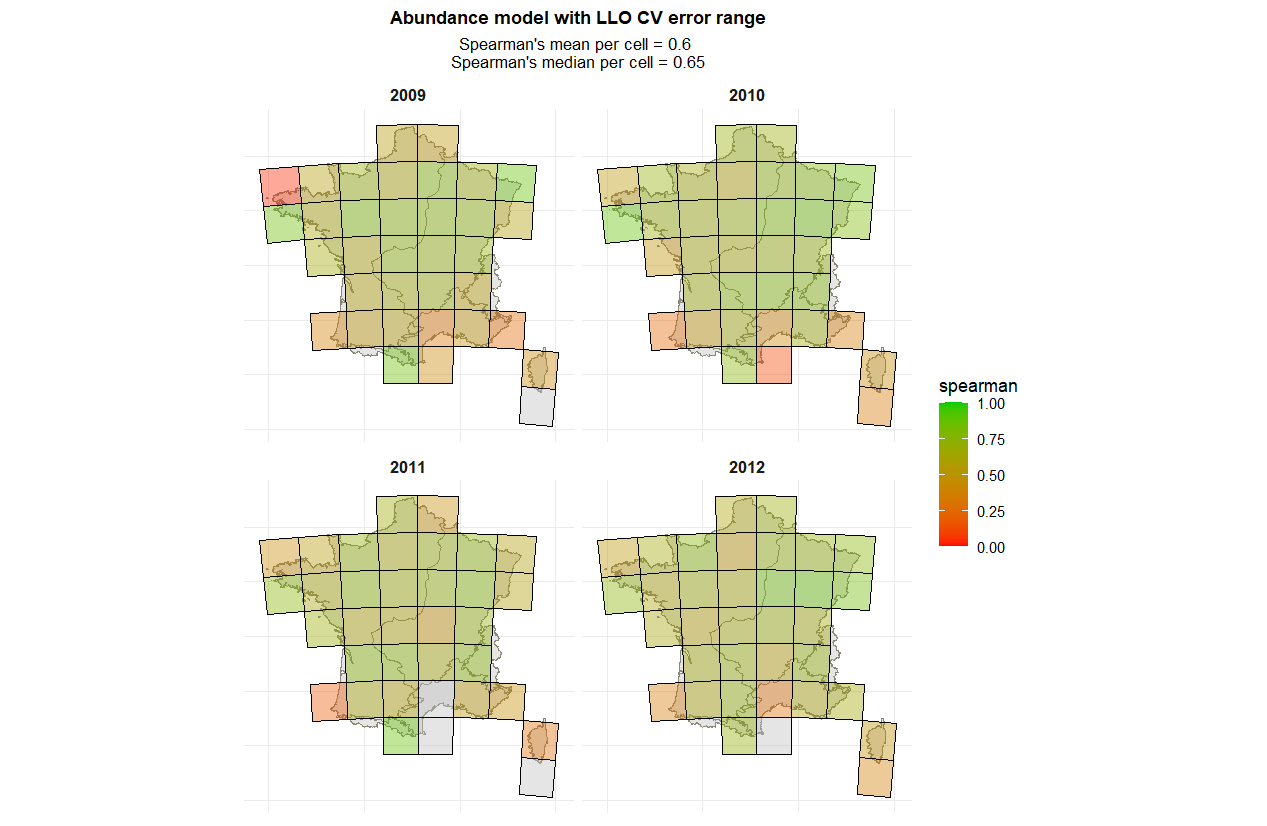 Abundance model with LLO CV error range
Spearman's mean per cell = 0.6
Spearman's median per cell = 0.65
2009
2010
2011
2012
spearman
1.00
0.75
0.50
0.25
0.00